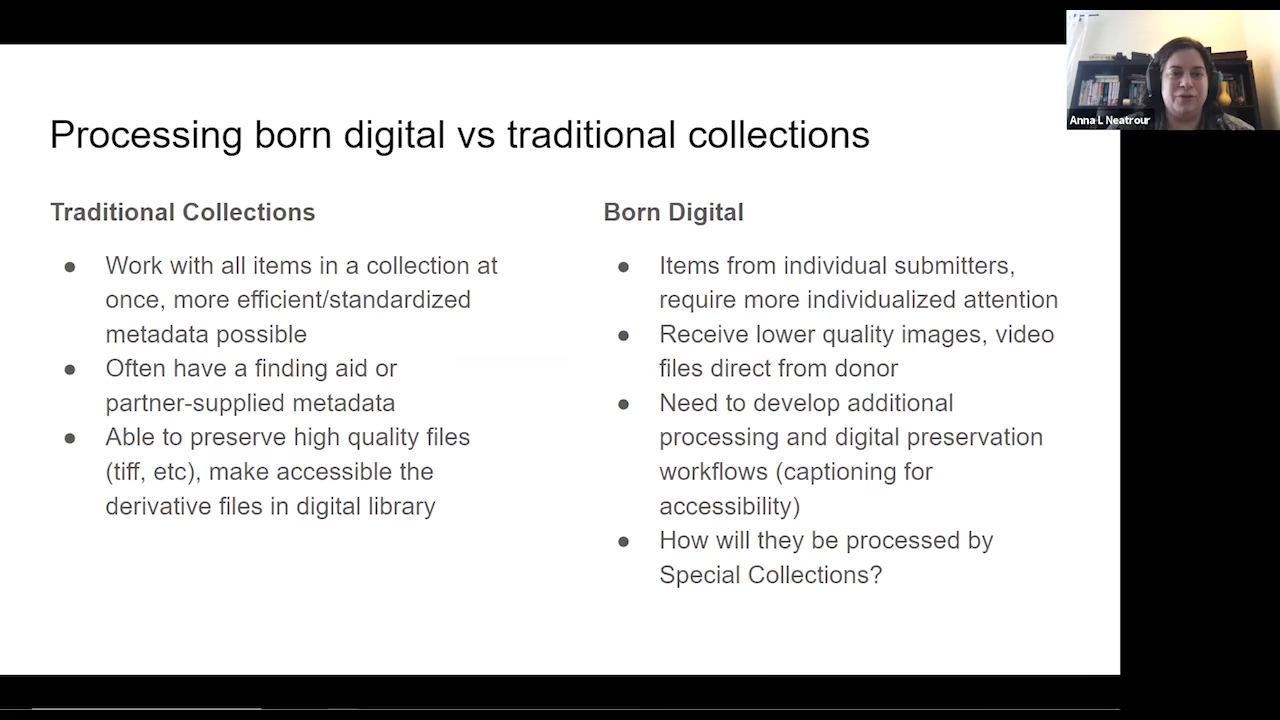 Processing born digital vs traditional collections
Traditional Collections
● Work with all items in a collection at
once, more efficient/standardized
metadata possible
● Often have a finding aid or
partner-supplied metadata
● Able to preserve high quality files
(tiff, etc), make accessible the
derivative files in digital library
Born Digital
● Items from individual submitters,
require more individualized attention
● Receive lower quality images, video
files direct from donor
● Need to develop additional
processing and digital preservation
workflows (captioning for
accessibility)
● How will they be processed by
Special Collections?
Anna L Neatrour